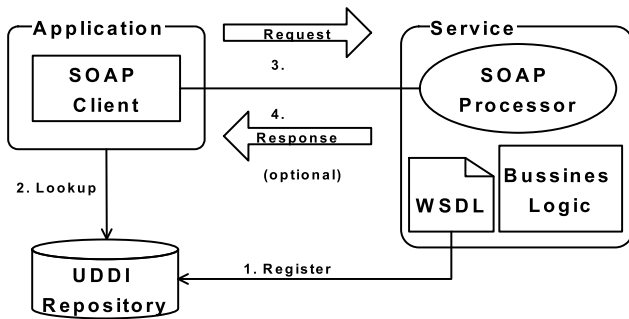 Application
Service
Request
SOAP
Client
3.
SOAP
Processor
4.
Response
(optional)
2. Lookup
WSDL
Bussines
Logic
1. Register
UDDI
Repository